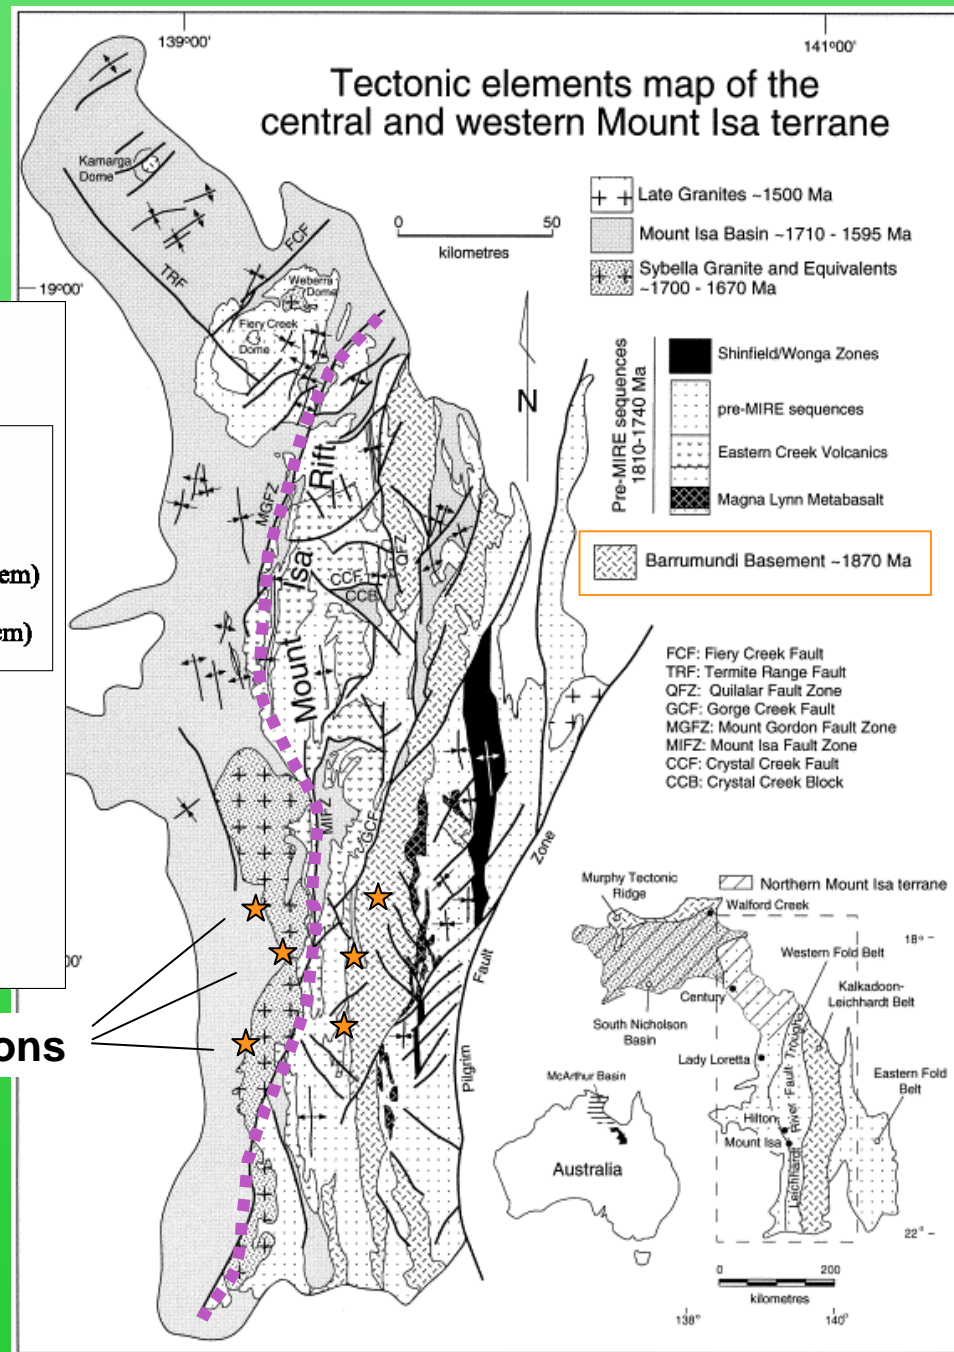 139°00'
141°00'
Tectonic elements map of the
central and western Mount Isa terrane
Kamarga
Dome
TRF
FCF
19°00'
Weberra
Dome
Fiery Creek
Dome
0 50
kilometres
Late Granites ~1500 Ma
Mount Isa Basin ~1710 - 1595 Ma
Sybella Granite and Equivalents
~1700 - 1670 Ma
N
Pre-MIRE sequences
1810-1740 Ma
Shinfield/Wonga Zones
pre-MIRE sequences
Eastern Creek Volcanics
Magna Lynn Metabasalt
Barrumundi Basement ~1870 Ma
Mount Isa Rift
MGFZ
QFZ
CCF
CCB
em)
em)
MIFZ
GCF
FCF: Fiery Creek Fault
TRF: Termite Range Fault
QFZ: Quilalar Fault Zone
GCF: Gorge Creek Fault
MGFZ: Mount Gordon Fault Zone
MIFZ: Mount Isa Fault Zone
CCF: Crystal Creek Fault
CCB: Crystal Creek Block
Pilgrim Fault Zone
00'
ons
Northern Mount Isa terrane
Murphy Tectonic
Ridge
Walford Creek
18°
Western Fold Belt
Century
Kalkadoon-
Leichhardt Belt
South Nicholson
Basin
Lady Loretta
McArthur Basin
Eastern Fold
Belt
Hilton
Mount Isa
Leichhardt River Fault Trough
Australia
22°
0 200
kilometres
138°
140°